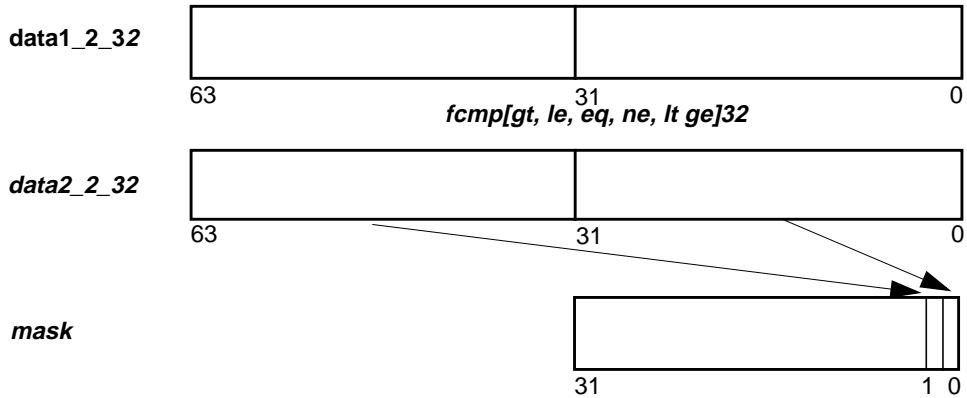 data1_2_32
63 31 0
fcmp[gt, le, eq, ne, lt ge]32
data2_2_32
63 31 0
mask
31 1 0